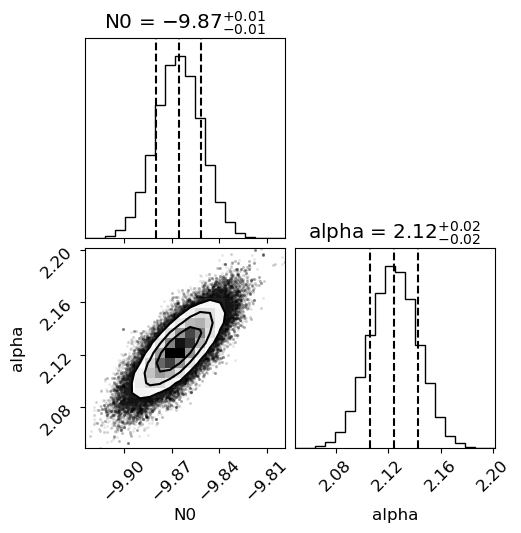 N0 = −9.87+0.01−0.01
alpha = 2.12+0.02−0.02
2.20
2.16
2.12
2.08
alpha
−9.90 −9.87 −9.84 −9.81
N0
2.08 2.12 2.16 2.20
alpha